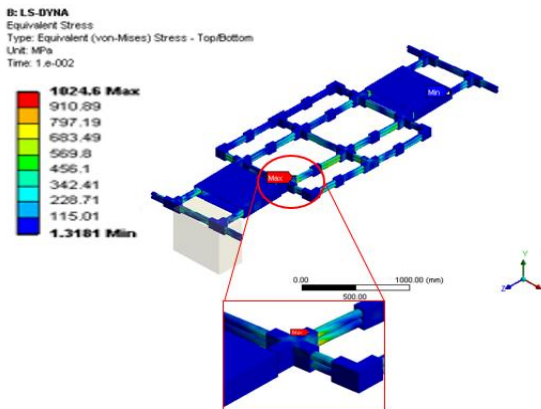 B: LS-DYNA
Equivalent Stress
Type: Equivalent (von-Mises) Stress - Top/Bottom
Unit: MPa
Time: 1.e-002
1024.6 Max
910.89
797.19
683.49
569.8
456.1
342.41
228.71
115.01
1.3181 Min
Min
Max
0.00
1000.00 (mm)
500.00
Y
Z